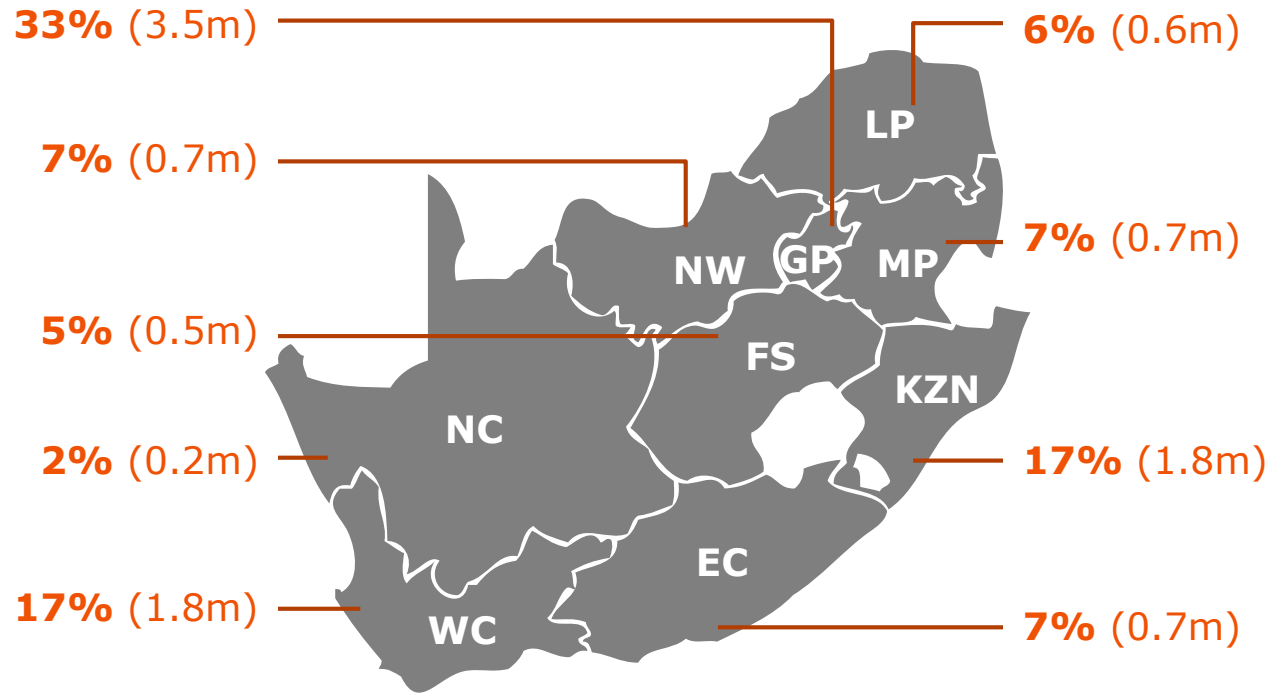 33% (3.5m)
6% (0.6m)
LP
7% (0.7m)
7% (0.7m)
NW
GP
MP
5% (0.5m)
FS
KZN
NC
2% (0.2m)
17% (1.8m)
EC
17% (1.8m)
WC
7% (0.7m)